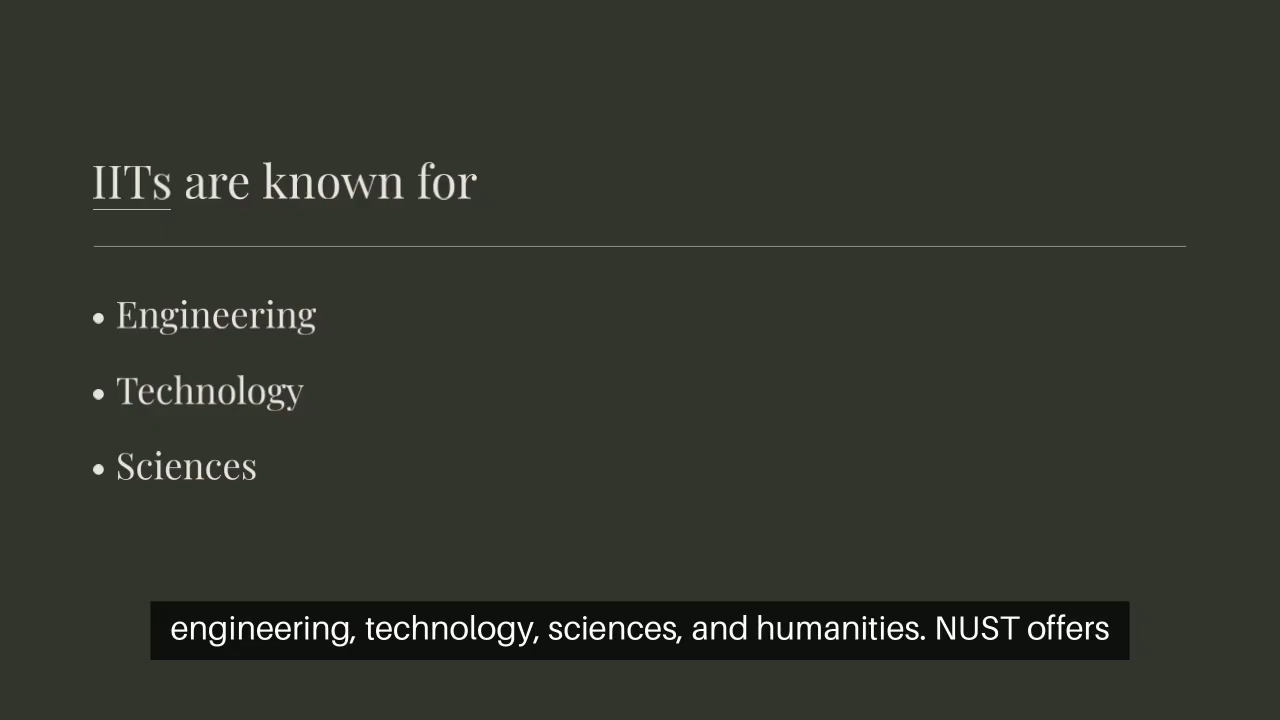 IITs are known for
• Engineering
• Technology
• Sciences
engineering, technology, sciences, and humanities. NUST offers